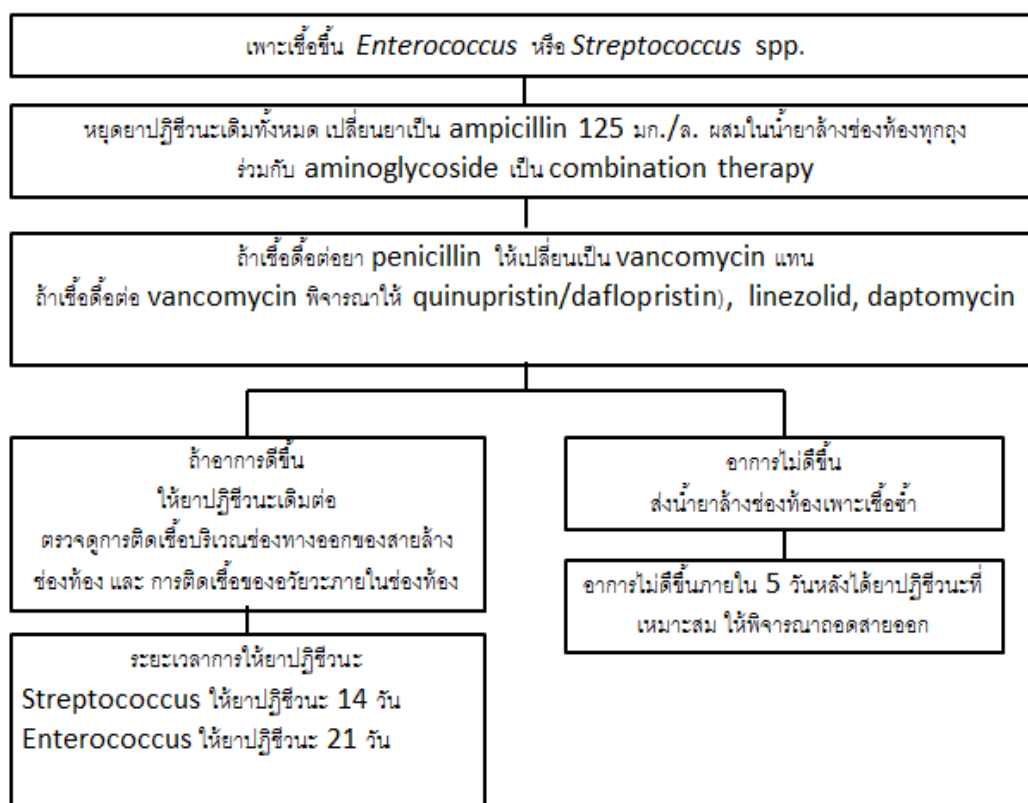 เพาะเชื้อขึ้น Enterococcus หรือ Streptococcus spp.
หยุดยาปฏิชีวนะเดิมทั้งหมด เปลี่ยนยาเป็น ampicillin 125 มก./ล. ผสมในน้ำยาล้างช่องท้องทุกถุง
ร่วมกับ aminoglycoside เป็น combination therapy
ถ้าเชื้อดื้อต่อยา penicillin ให้เปลี่ยนเป็น vancomycin แทน
ถ้าเชื้อดื้อต่อ vancomycin พิจารณาให้ quinupristin/daflopristin), linezolid, daptomycin
ถ้าอาการดีขึ้น
ให้ยาปฏิชีวนะเดิมต่อ
ตรวจดูการติดเชื้อบริเวณช่องทางออกของสายล้าง
ช่องท้อง และ การติดเชื้อของอวัยวะภายในช่องท้อง
ระยะเวลาการให้ยาปฏิชีวนะ
Streptococcus ให้ยาปฏิชีวนะ 14 วัน
Enterococcus ให้ยาปฏิชีวนะ 21 วัน
อาการไม่ดีขึ้น
ส่งน้ำยาล้างช่องท้องเพาะเชื้อซ้ำ
อาการไม่ดีขึ้นภายใน 5 วันหลังได้ยาปฏิชีวนะที่
เหมาะสม ให้พิจารณาถอดสายออก